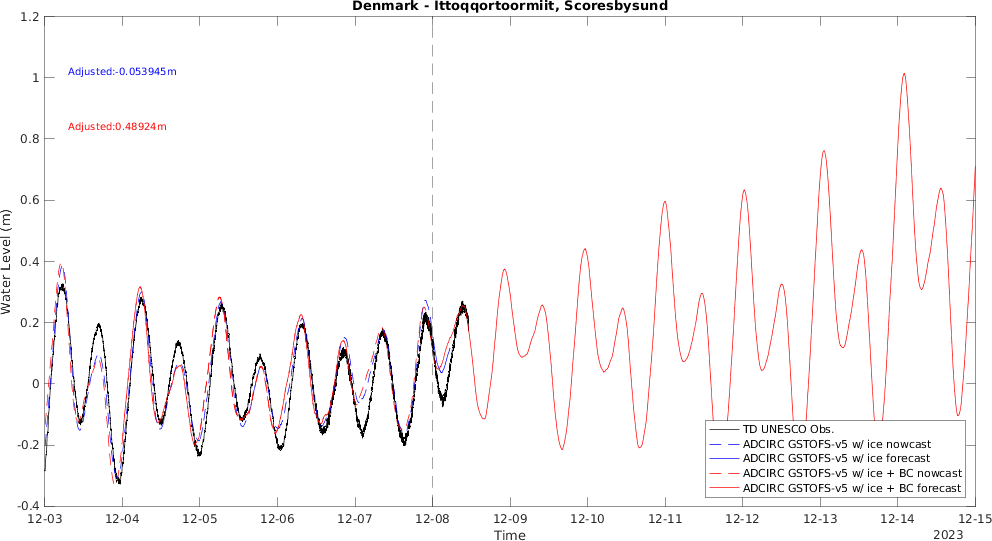 Denmark - Ittoqqortoormiit, Scoresbysund
1.2
1
0.8
0.6
0.4
0.2
0
-0.2
-0.4
Water Level (m)
Adjusted:-0.053945m
Adjusted:0.48924m
TD UNESCO Obs.
ADCIRC GSTOFS-v5 w/ ice nowcast
ADCIRC GSTOFS-v5 w/ ice forecast
ADCIRC GSTOFS-v5 w/ ice + BC nowcast
ADCIRC GSTOFS-v5 w/ ice + BC forecast
12-03 12-04 12-05 12-06 12-07 12-08 12-09 12-10 12-11 12-12 12-13 12-14 12-15
Time
2023